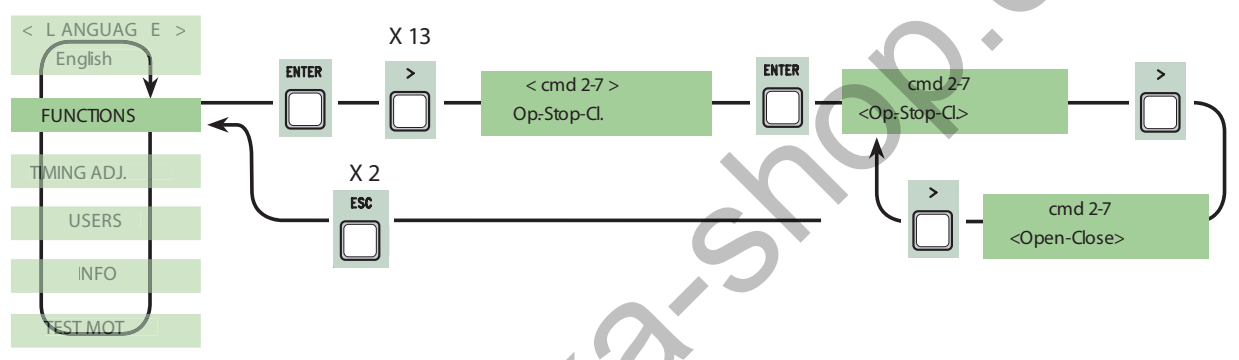 < L ANGUAG E >
English
FUNCTIONS
TIMING ADJ.
USERS
INFO
TEST MOT
ENTER
X 13
>
< cmd 2-7 >
Op.-Stop-Cl.
ENTER
cmd 2-7
<Op.-Stop-Cl.>
>
X 2
ESC
>
cmd 2-7
<Open-Close>
a-shop.